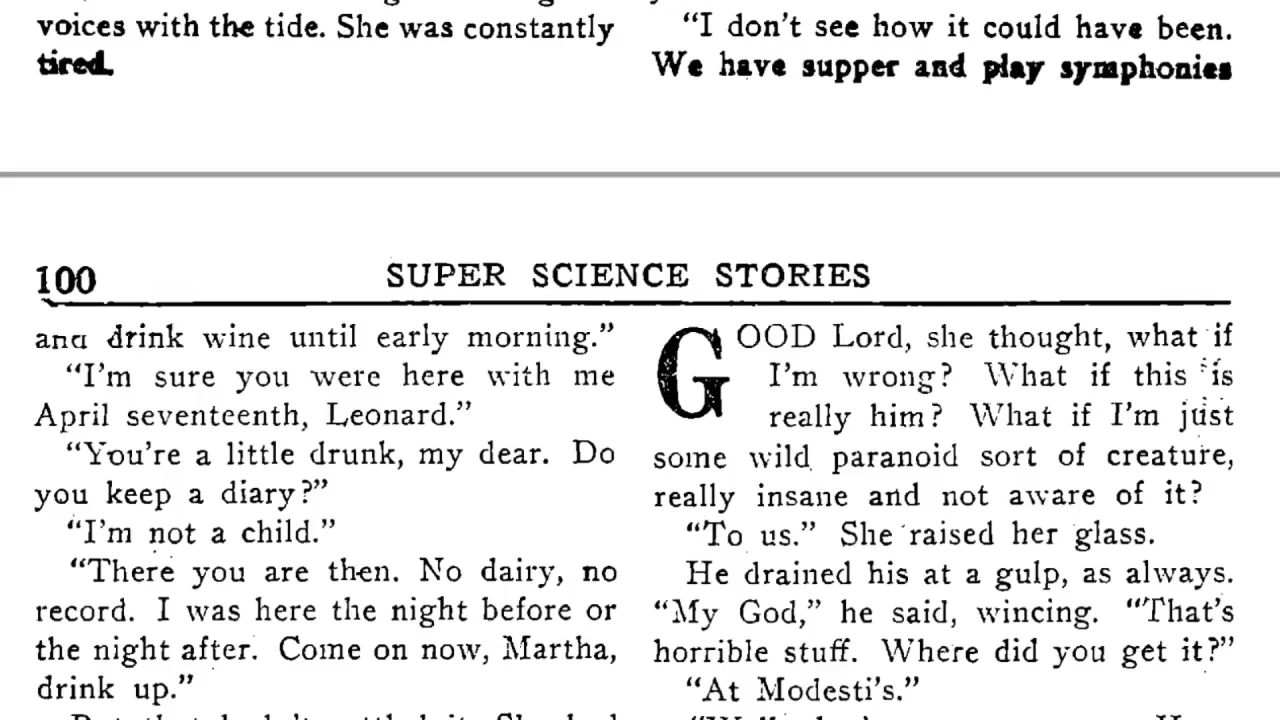 voices with the tide. She was constantly
tired.
"I don't see how it could have been.
We have supper and play symphonies
100
SUPER SCIENCE STORIES
and drink wine until early morning."
"I'm sure you were here with me
April seventeenth, Leonard."
"You're a little drunk, my dear. Do
you keep a diary?"
"I'm not a child."
"There you are then. No dairy, no
record. I was here the night before or
the night after. Come on now, Martha,
drink up."
GOOD Lord, she thought, what if
I'm wrong? What if this is
really him? What if I'm just
some wild paranoid sort of creature,
really insane and not aware of it?
"To us." She raised her glass.
He drained his at a gulp, as always.
"My God," he said, wincing. "That's
horrible stuff. Where did you get it?"
"At Modesti's."